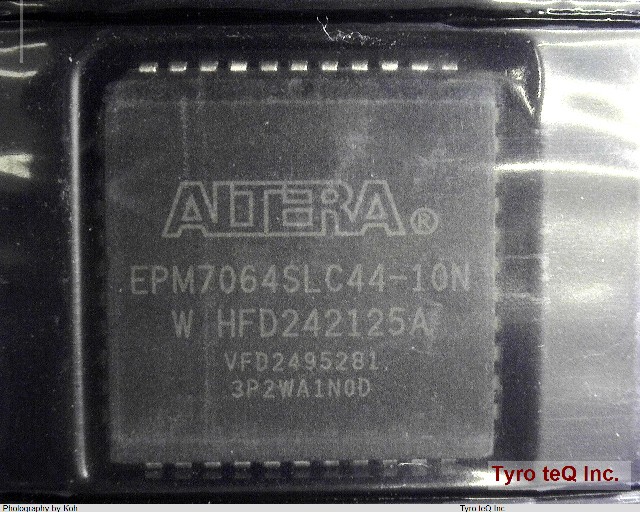 ALTERA®
EPM7064SLC44-10N
W HFD242125A
VFD2495281
3P2WA1N0D
Tyro teQ Inc.
Photography by Koh
Tyro teQ Inc